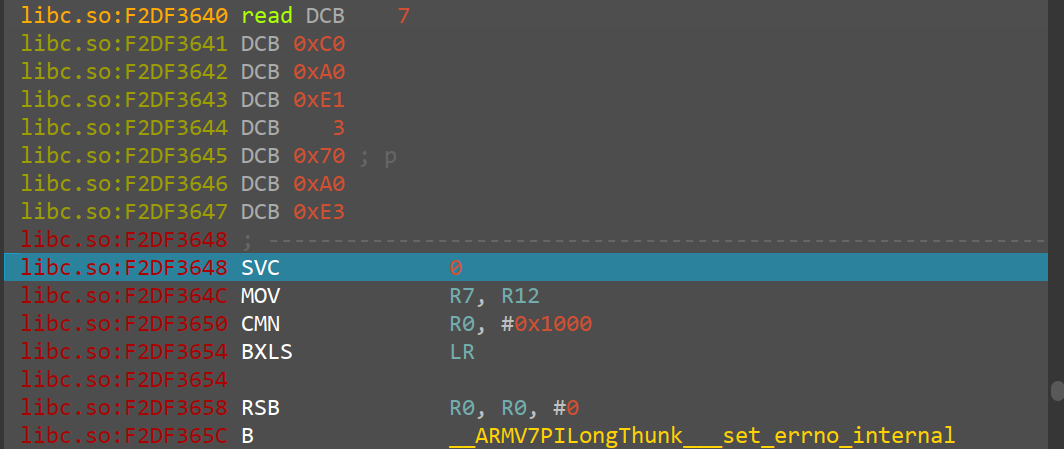 libc.so:F2DF3640 read DCB 7
libc.so:F2DF3641 DCB 0xC0
libc.so:F2DF3642 DCB 0xA0
libc.so:F2DF3643 DCB 0xE1
libc.so:F2DF3644 DCB 3
libc.so:F2DF3645 DCB 0x70 ; p
libc.so:F2DF3646 DCB 0xA0
libc.so:F2DF3647 DCB 0xE3
libc.so:F2DF3648 ; ---------------------------------------------------------------
libc.so:F2DF3648 SVC 0
libc.so:F2DF364C MOV R7, R12
libc.so:F2DF3650 CMN R0, #0x1000
libc.so:F2DF3654 BXLS LR
libc.so:F2DF3654
libc.so:F2DF3658 RSB R0, R0, #0
libc.so:F2DF365C B __ARMV7PILongThunk___set_errno_internal